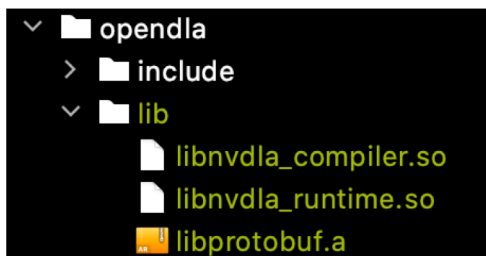 opendla
include
lib
libnvdla_compiler.so
libnvdla_runtime.so
libprotobuf.a